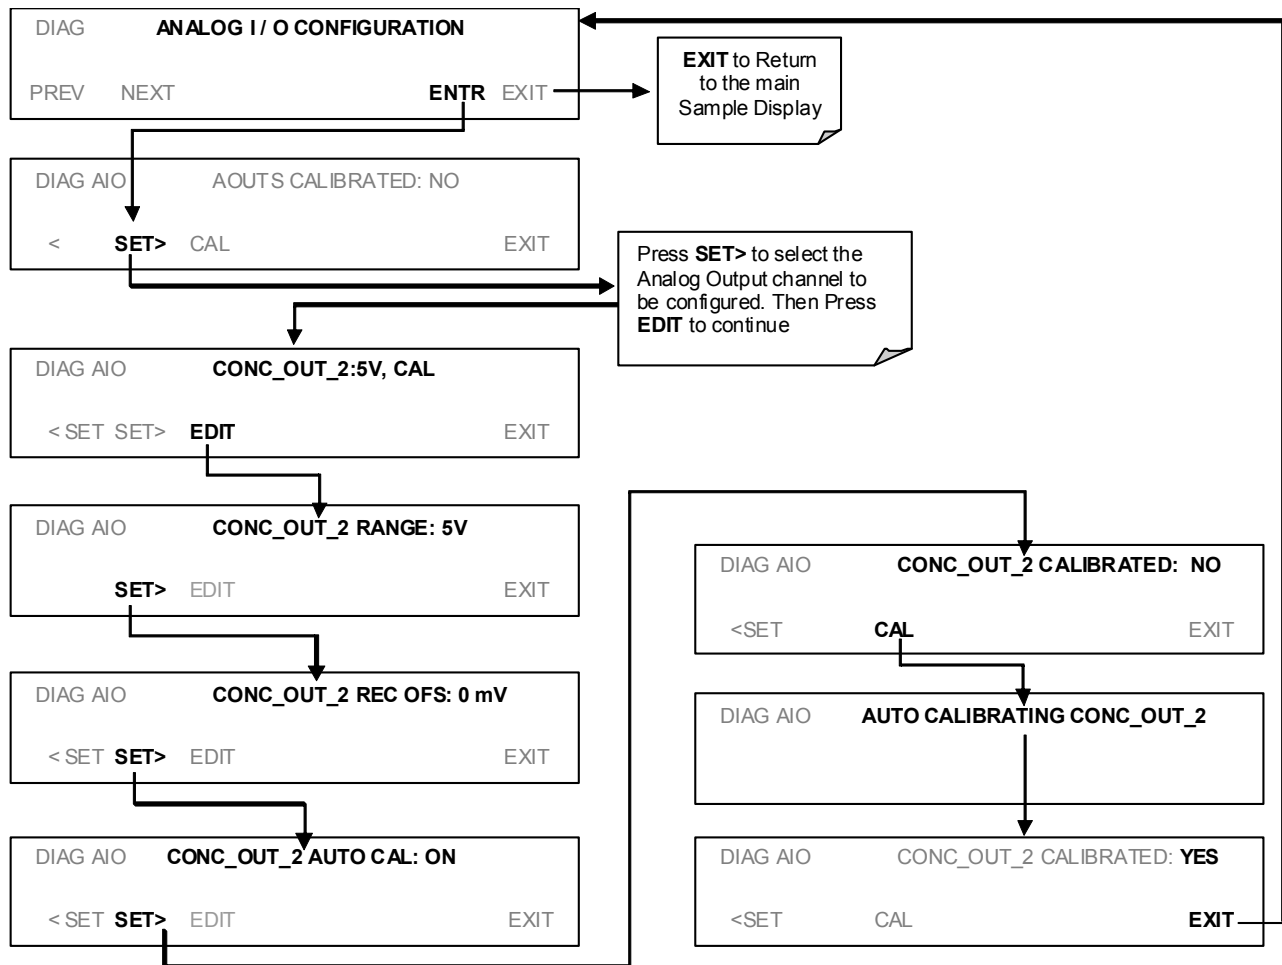 DIAG ANALOG I / O CONFIGURATION
PREV NEXT ENTR EXIT
EXIT to Return
to the main
Sample Display
DIAG AIO AOUTS CALIBRATED: NO
< SET> CAL EXIT
Press SET> to select the
Analog Output channel to
be configured. Then Press
EDIT to continue
DIAG AIO CONC_OUT_2:5V, CAL
< SET SET> EDIT EXIT
DIAG AIO CONC_OUT_2 RANGE: 5V
SET> EDIT EXIT
DIAG AIO CONC_OUT_2 REC OFS: 0 mV
< SET SET> EDIT EXIT
DIAG AIO CONC_OUT_2 AUTO CAL: ON
< SET SET> EDIT EXIT
DIAG AIO CONC_OUT_2 CALIBRATED: NO
<SET CAL EXIT
DIAG AIO AUTO CALIBRATING CONC_OUT_2
DIAG AIO CONC_OUT_2 CALIBRATED: YES
<SET CAL EXIT